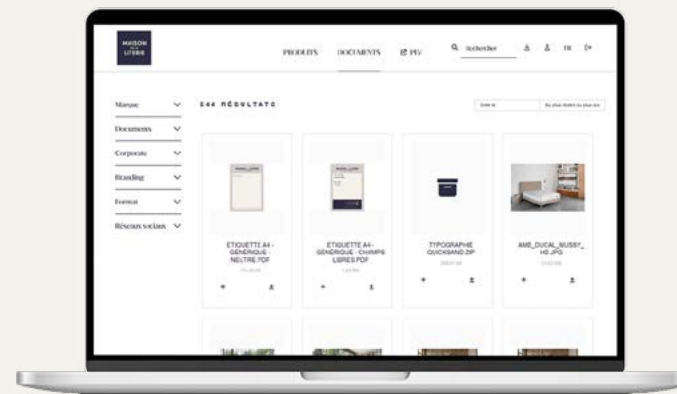 MAISON
DE LA
LITERIE
PRODUITS DOCUMENTS PLV Rechercher FR
Marque
Documents
Corporate
Branding
Format
Réseaux sociaux
544 RÉSULTATS
ETIQUETTE A4 -
GÉNÉRIQUE -
NEUTRE.PDF
ETIQUETTE A4 -
GÉNÉRIQUE - CHAMPS
LIBRES.PDF
TYPOGRAPHIE
QUICKSAND.ZIP
AMB_DUCAL_NUSSY_
HD.JPG